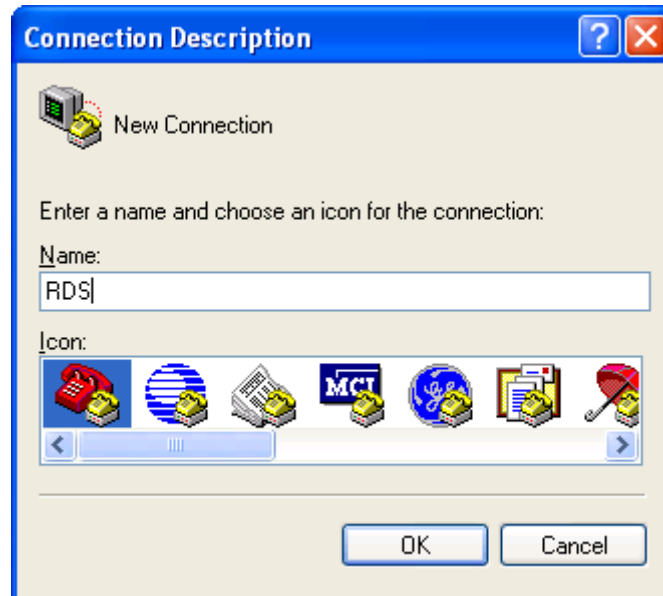 Connection Description
New Connection
Enter a name and choose an icon for the connection:
Name:
RDS
Icon:
MCI
OK
Cancel